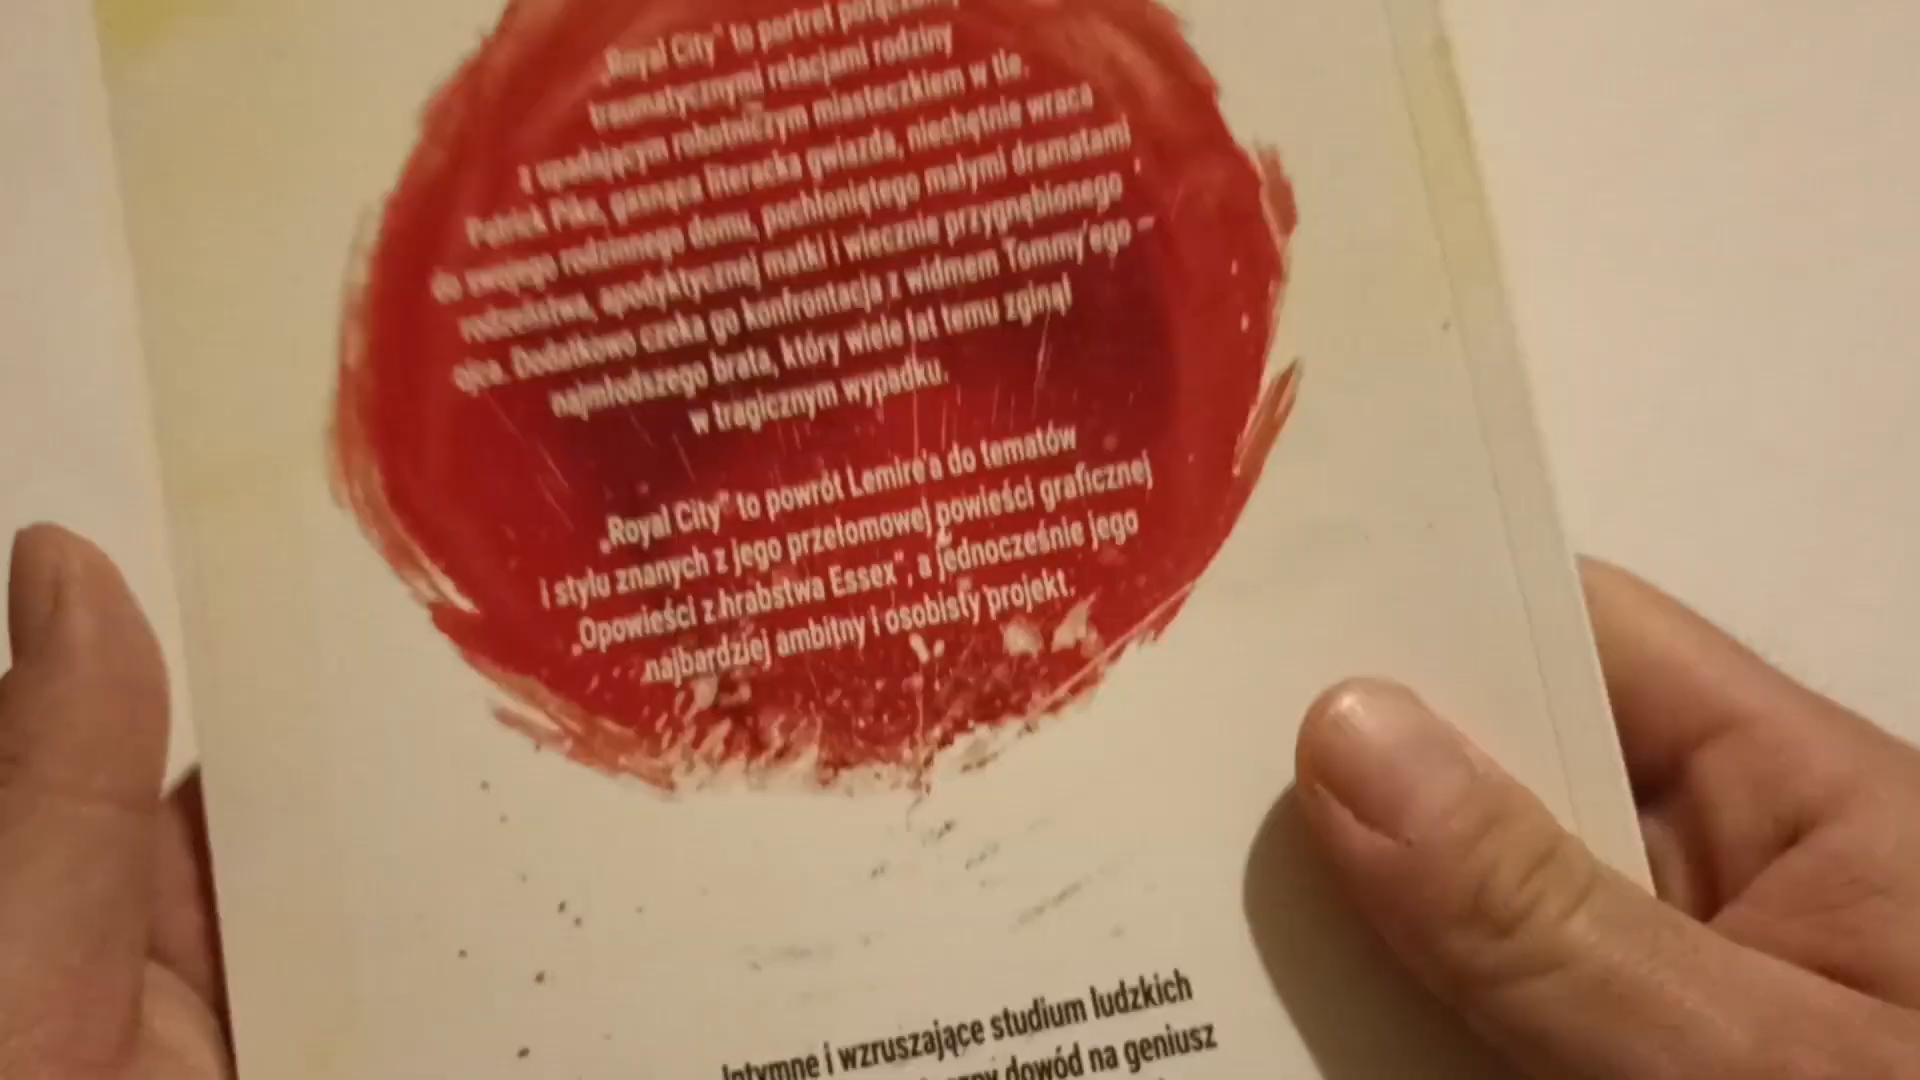 „Royal City” to portret połączonej
traumatycznymi relacjami rodziny
z upadającym robotniczym miasteczkiem w tle.
Patrick Pike, gasnąca literacka gwiazda, niechętnie wraca
do swojego rodzinnego domu, pochłoniętego małymi dramatami
rodzeństwa, apodyktycznej matki i wiecznie przygnębionego
ojca. Dodatkowo czeka go konfrontacja z widmem Tommy'ego –
najmłodszego brata, który wiele lat temu zginął
w tragicznym wypadku.
„Royal City” to powrót Lemire'a do tematów
i stylu znanych z jego przełomowej powieści graficznej
„Opowieści z hrabstwa Essex”, a jednocześnie jego
najbardziej ambitny i osobisty projekt.
Intymne i wzruszające studium ludzkich
dowód na geniusz